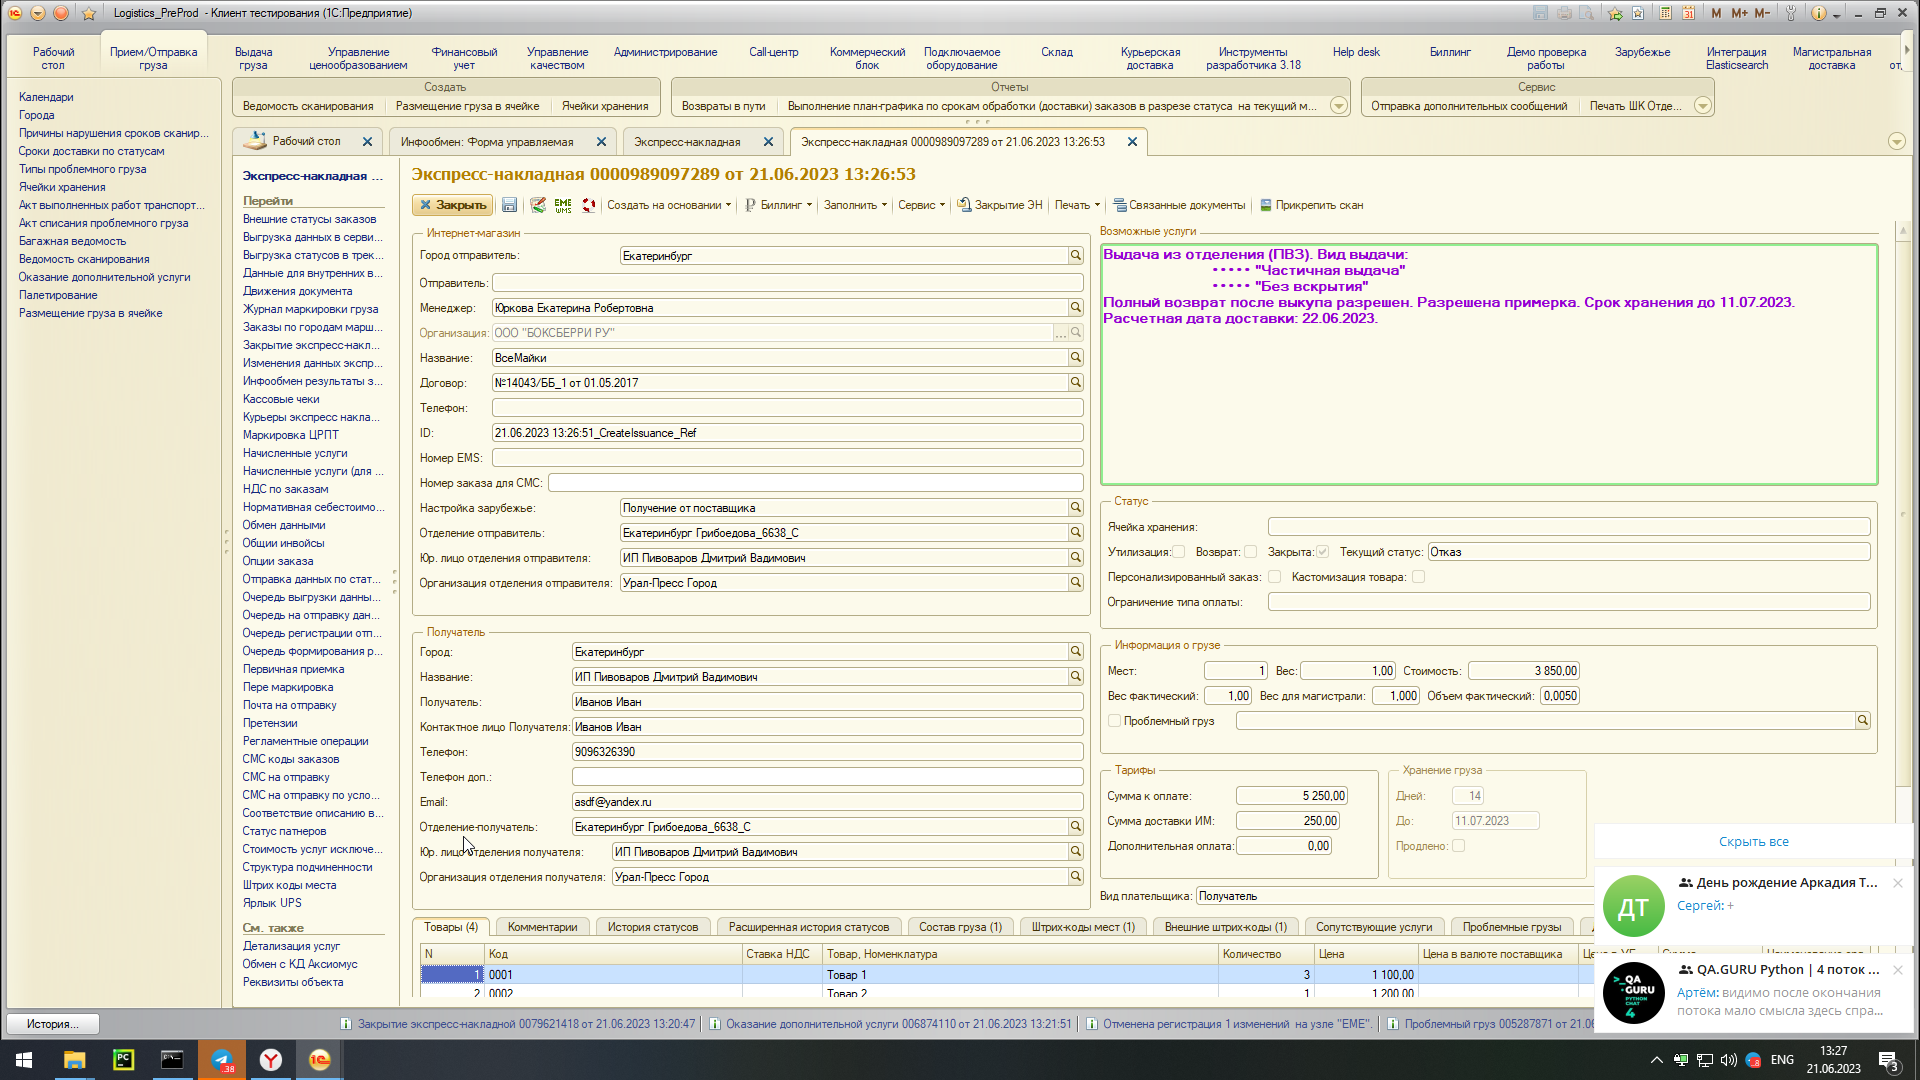 Logistics_PreProd - Клиент тестирования (1С:Предприятие)
M M+ M-
Рабочий стол
Прием/Отправка груза
Выдача груза
Управление ценообразованием
Финансовый учет
Управление качеством
Администрирование
Call-центр
Коммерческий блок
Подключаемое оборудование
Склад
Курьерская доставка
Инструменты разработчика 3.18
Help desk
Биллинг
Демо проверка работы
Зарубежье
Интеграция Elasticsearch
Магистральная доставка
Создать
Ведомость сканирования
Размещение груза в ячейке
Ячейки хранения
Отчеты
Возвраты в пути
Выполнение план-графика по срокам обработки (доставки) заказов в разрезе статуса на текущий м...
Сервис
Отправка дополнительных сообщений
Печать ШК Отде...
Календари
Города
Причины нарушения сроков сканир...
Сроки доставки по статусам
Типы проблемного груза
Ячейки хранения
Акт выполненных работ транспорт...
Акт списания проблемного груза
Багажная ведомость
Ведомость сканирования
Оказание дополнительной услуги
Палетирование
Размещение груза в ячейке
Рабочий стол
Инфообмен: Форма управляемая
Экспресс-накладная
Экспресс-накладная 0000989097289 от 21.06.2023 13:26:53
Экспресс-накладная ...
Перейти
Внешние статусы заказов
Выгрузка данных в серви...
Выгрузка статусов в трек...
Данные для внутренних в...
Движения документа
Журнал маркировки груза
Заказы по городам марш...
Закрытие экспресс-накл...
Изменения данных экспр...
Инфообмен результаты з...
Кассовые чеки
Курьеры экспресс накла...
Маркировка ЦРПТ
Начисленные услуги
Начисленные услуги (для ...
НДС по заказам
Нормативная себестоимо...
Обмен данными
Общии инвойсы
Опции заказа
Отправка данных по стат...
Очередь выгрузки данны...
Очередь на отправку дан...
Очередь регистрации отп...
Очередь формирования р...
Первичная приемка
Пере маркировка
Почта на отправку
Претензии
Регламентные операции
СМС коды заказов
СМС на отправку
СМС на отправку по усло...
Соответствие описанию в...
Статус патнеров
Стоимость услуг исключе...
Структура подчиненности
Штрих коды места
Ярлык UPS
См. также
Детализация услуг
Обмен с КД Аксиомус
Реквизиты объекта
Экспресс-накладная 0000989097289 от 21.06.2023 13:26:53
Закрыть
EME WMS
Создать на основании
Биллинг
Заполнить
Сервис
Закрытие ЭН
Печать
Связанные документы
Прикрепить скан
Интернет-магазин
Город отправитель: Екатеринбург
Отправитель:
Менеджер: Юркова Екатерина Робертовна
Организация: ООО "БОКСБЕРРИ РУ"
Название: ВсеМайки
Договор: №14043/ББ_1 от 01.05.2017
Телефон:
ID: 21.06.2023 13:26:51_CreateIssuance_Ref
Номер EMS:
Номер заказа для СМС:
Настройка зарубежье: Получение от поставщика
Отделение отправитель: Екатеринбург Грибоедова_6638_С
Юр. лицо отделения отправителя: ИП Пивоваров Дмитрий Вадимович
Организация отделения отправителя: Урал-Пресс Город
Получатель
Город: Екатеринбург
Название: ИП Пивоваров Дмитрий Вадимович
Получатель: Иванов Иван
Контактное лицо Получателя: Иванов Иван
Телефон: 9096326390
Телефон доп.:
Email: asdf@yandex.ru
Отделение-получатель: Екатеринбург Грибоедова_6638_С
Юр. лицо отделения получателя: ИП Пивоваров Дмитрий Вадимович
Организация отделения получателя: Урал-Пресс Город
Возможные услуги
Выдача из отделения (ПВЗ). Вид выдачи:
••••• "Частичная выдача"
••••• "Без вскрытия"
Полный возврат после выкупа разрешен. Разрешена примерка. Срок хранения до 11.07.2023.
Расчетная дата доставки: 22.06.2023.
Статус
Ячейка хранения:
Утилизация: Возврат: Закрыта: Текущий статус: Отказ
Персонализированный заказ: Кастомизация товара:
Ограничение типа оплаты:
Информация о грузе
Мест: 1 Вес: 1,00 Стоимость: 3 850,00
Вес фактический: 1,00 Вес для магистрали: 1,000 Объем фактический: 0,0050
Проблемный груз
Тарифы
Сумма к оплате: 5 250,00
Сумма доставки ИМ: 250,00
Дополнительная оплата: 0,00
Хранение груза
Дней: 14
До: 11.07.2023
Продлено:
Вид плательщика: Получатель
Товары (4)
Комментарии
История статусов
Расширенная история статусов
Состав груза (1)
Штрих-коды мест (1)
Внешние штрих-коды (1)
Сопутствующие услуги
Проблемные грузы
N Код Ставка НДС Товар, Номенклатура Количество Цена Цена в валюте поставщика
1 0001 Товар 1 3 1 100,00
2 0002 Товар 2 1 1 200,00
Скрыть все
ДТ
День рождение Аркадия Т...
Сергей: +
>_QA GURU PYTHON CHAT 4
QA.GURU Python | 4 поток ...
Артём: видимо после окончания
потока мало смысла здесь спра...
История...
Закрытие экспресс-накладной 0079621418 от 21.06.2023 13:20:47
Оказание дополнительной услуги 006874110 от 21.06.2023 13:21:51
Отменена регистрация 1 изменений на узле "EME".
Проблемный груз 005287871 от 21.06
PC
38
ENG
13:27
21.06.2023
3